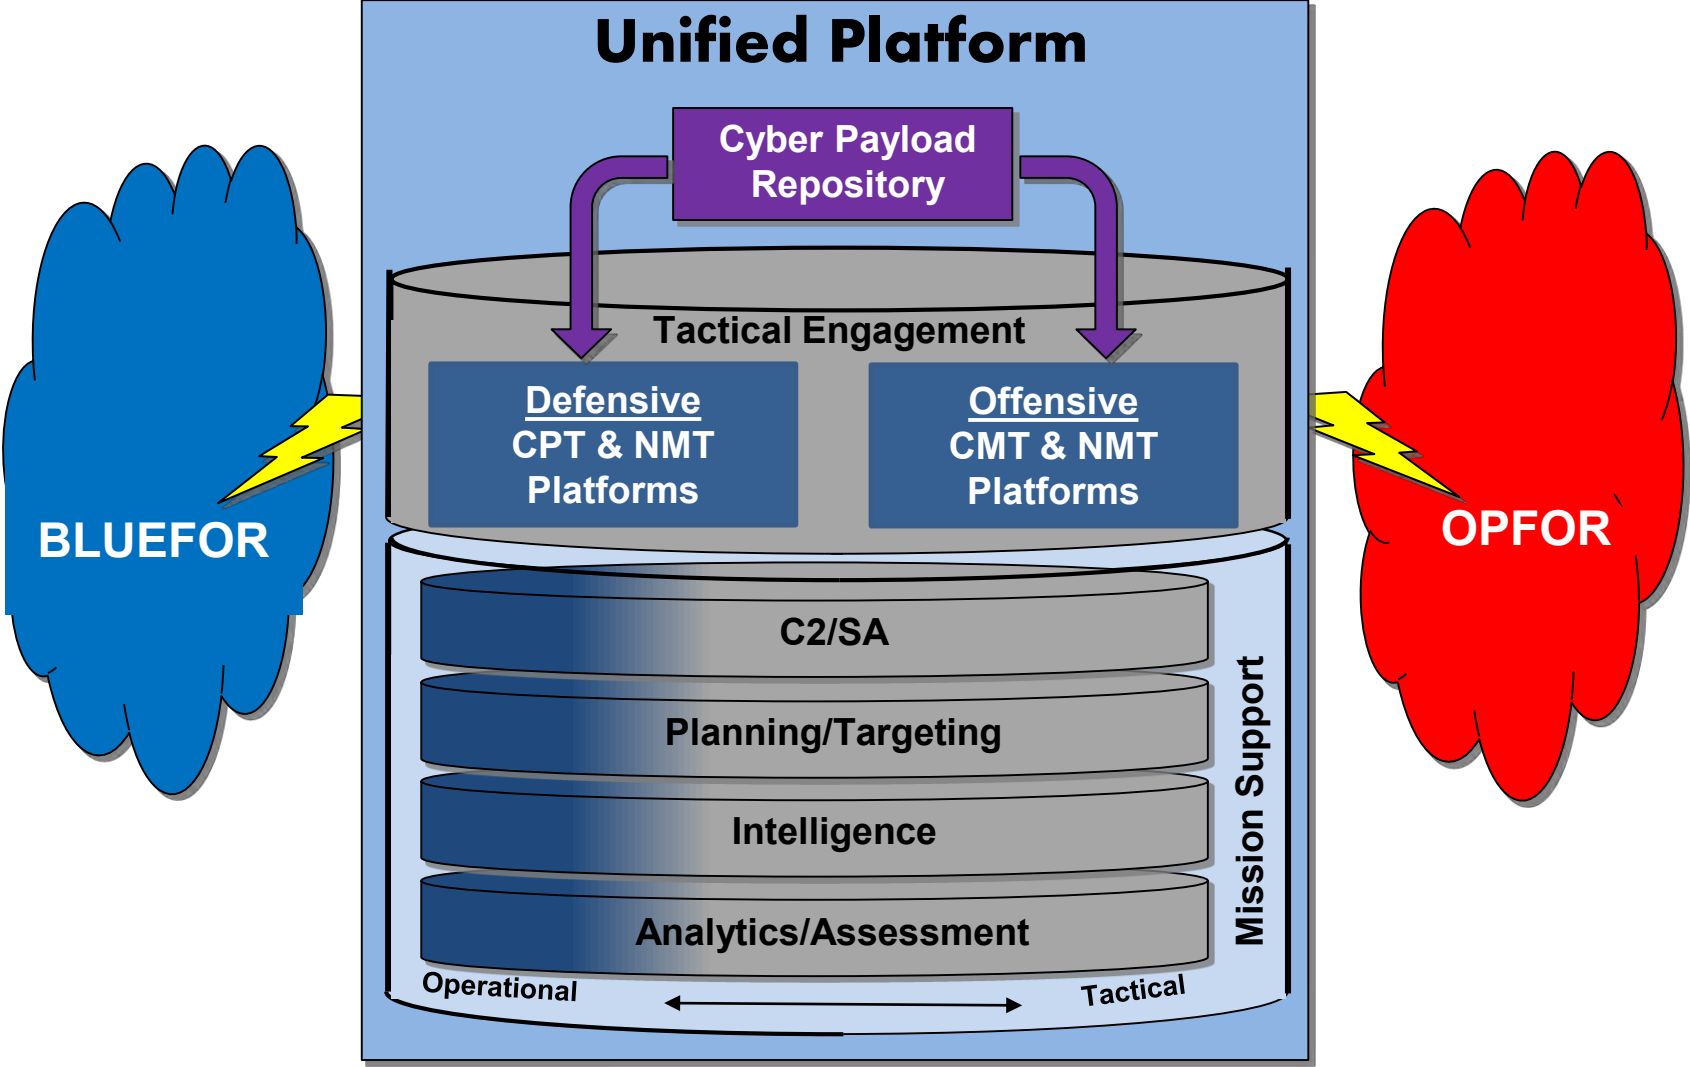 Unified Platform
Cyber Payload
Repository
Tactical Engagement
Defensive
CPT & NMT
Platforms
Offensive
CMT & NMT
Platforms
BLUEFOR
OPFOR
C2/SA
Planning/Targeting
Intelligence
Analytics/Assessment
Mission Support
Operational
Tactical